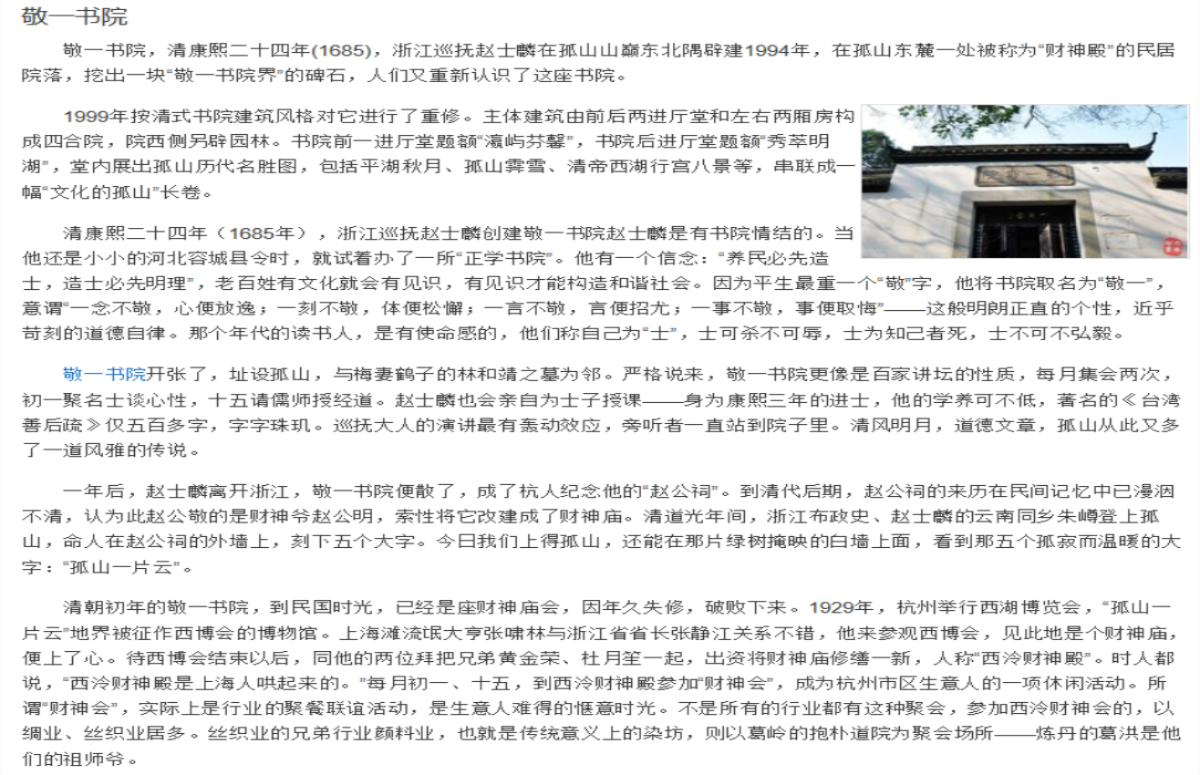 敬一书院
敬一书院，清康熙二十四年(1685)，浙江巡抚赵士麟在孤山山巅东北隅辟建1994年，在孤山东麓一处被称为“财神殿”的民居
院落，挖出一块“敬一书院界”的碑石，人们又重新认识了这座书院。
1999年按清式书院建筑风格对它进行了重修。主体建筑由前后两进厅堂和左右两厢房构
成四合院，院西侧另辟园林。书院前一进厅堂题额“瀛屿芬馨”，书院后进厅堂题额“秀萃明
湖”，堂内展出孤山历代名胜图，包括平湖秋月、孤山霁雪、清帝西湖行宫八景等，串联成一
幅“文化的孤山”长卷。
清康熙二十四年（1685年），浙江巡抚赵士麟创建敬一书院赵士麟是有书院情结的。当
他还是小小的河北容城县令时，就试着办了一所“正学书院”。他有一个信念：“养民必先造
士，造士必先明理”，老百姓有文化就会有见识，有见识才能构造和谐社会。因为平生最重一个“敬”字，他将书院取名为“敬一”，
意谓“一念不敬，心便放逸；一刻不敬，体便松懈；一言不敬，言便招尤；一事不敬，事便取悔”——这般明朗正直的个性，近乎
苛刻的道德自律。那个年代的读书人，是有使命感的，他们称自己为“士”，士可杀不可辱，士为知己者死，士不可不弘毅。
敬一书院开张了，址设孤山，与梅妻鹤子的林和靖之墓为邻。严格说来，敬一书院更像是百家讲坛的性质，每月集会两次，
初一聚名士谈心性，十五请儒师授经道。赵士麟也会亲自为士子授课——身为康熙三年的进士，他的学养可不低，著名的《台湾
善后疏》仅五百多字，字字珠玑。巡抚大人的演讲最有轰动效应，旁听者一直站到院子里。清风明月，道德文章，孤山从此又多
了一道风雅的传说。
一年后，赵士麟离开浙江，敬一书院便散了，成了杭人纪念他的“赵公祠”。到清代后期，赵公祠的来历在民间记忆中已漫洇
不清，认为此赵公敬的是财神爷赵公明，索性将它改建成了财神庙。清道光年间，浙江布政史、赵士麟的云南同乡朱嶟登上孤
山，命人在赵公祠的外墙上，刻下五个大字。今日我们上得孤山，还能在那片绿树掩映的白墙上面，看到那五个孤寂而温暖的大
字：“孤山一片云”。
清朝初年的敬一书院，到民国时光，已经是座财神庙会，因年久失修，破败下来。1929年，杭州举行西湖博览会，“孤山一
片云”地界被征作西博会的博物馆。上海滩流氓大亨张啸林与浙江省省长张静江关系不错，他来参观西博会，见此地是个财神庙，
便上了心。待西博会结束以后，同他的两位拜把兄弟黄金荣、杜月笙一起，出资将财神庙修缮一新，人称“西泠财神殿”。时人都
说，“西泠财神殿是上海人哄起来的。”每月初一、十五，到西泠财神殿参加“财神会”，成为杭州市区生意人的一项休闲活动。所
谓“财神会”，实际上是行业的聚餐联谊活动，是生意人难得的惬意时光。不是所有的行业都有这种聚会，参加西泠财神会的，以
绸业、丝织业居多。丝织业的兄弟行业颜料业，也就是传统意义上的染坊，则以葛岭的抱朴道院为聚会场所——炼丹的葛洪是他
们的祖师爷。